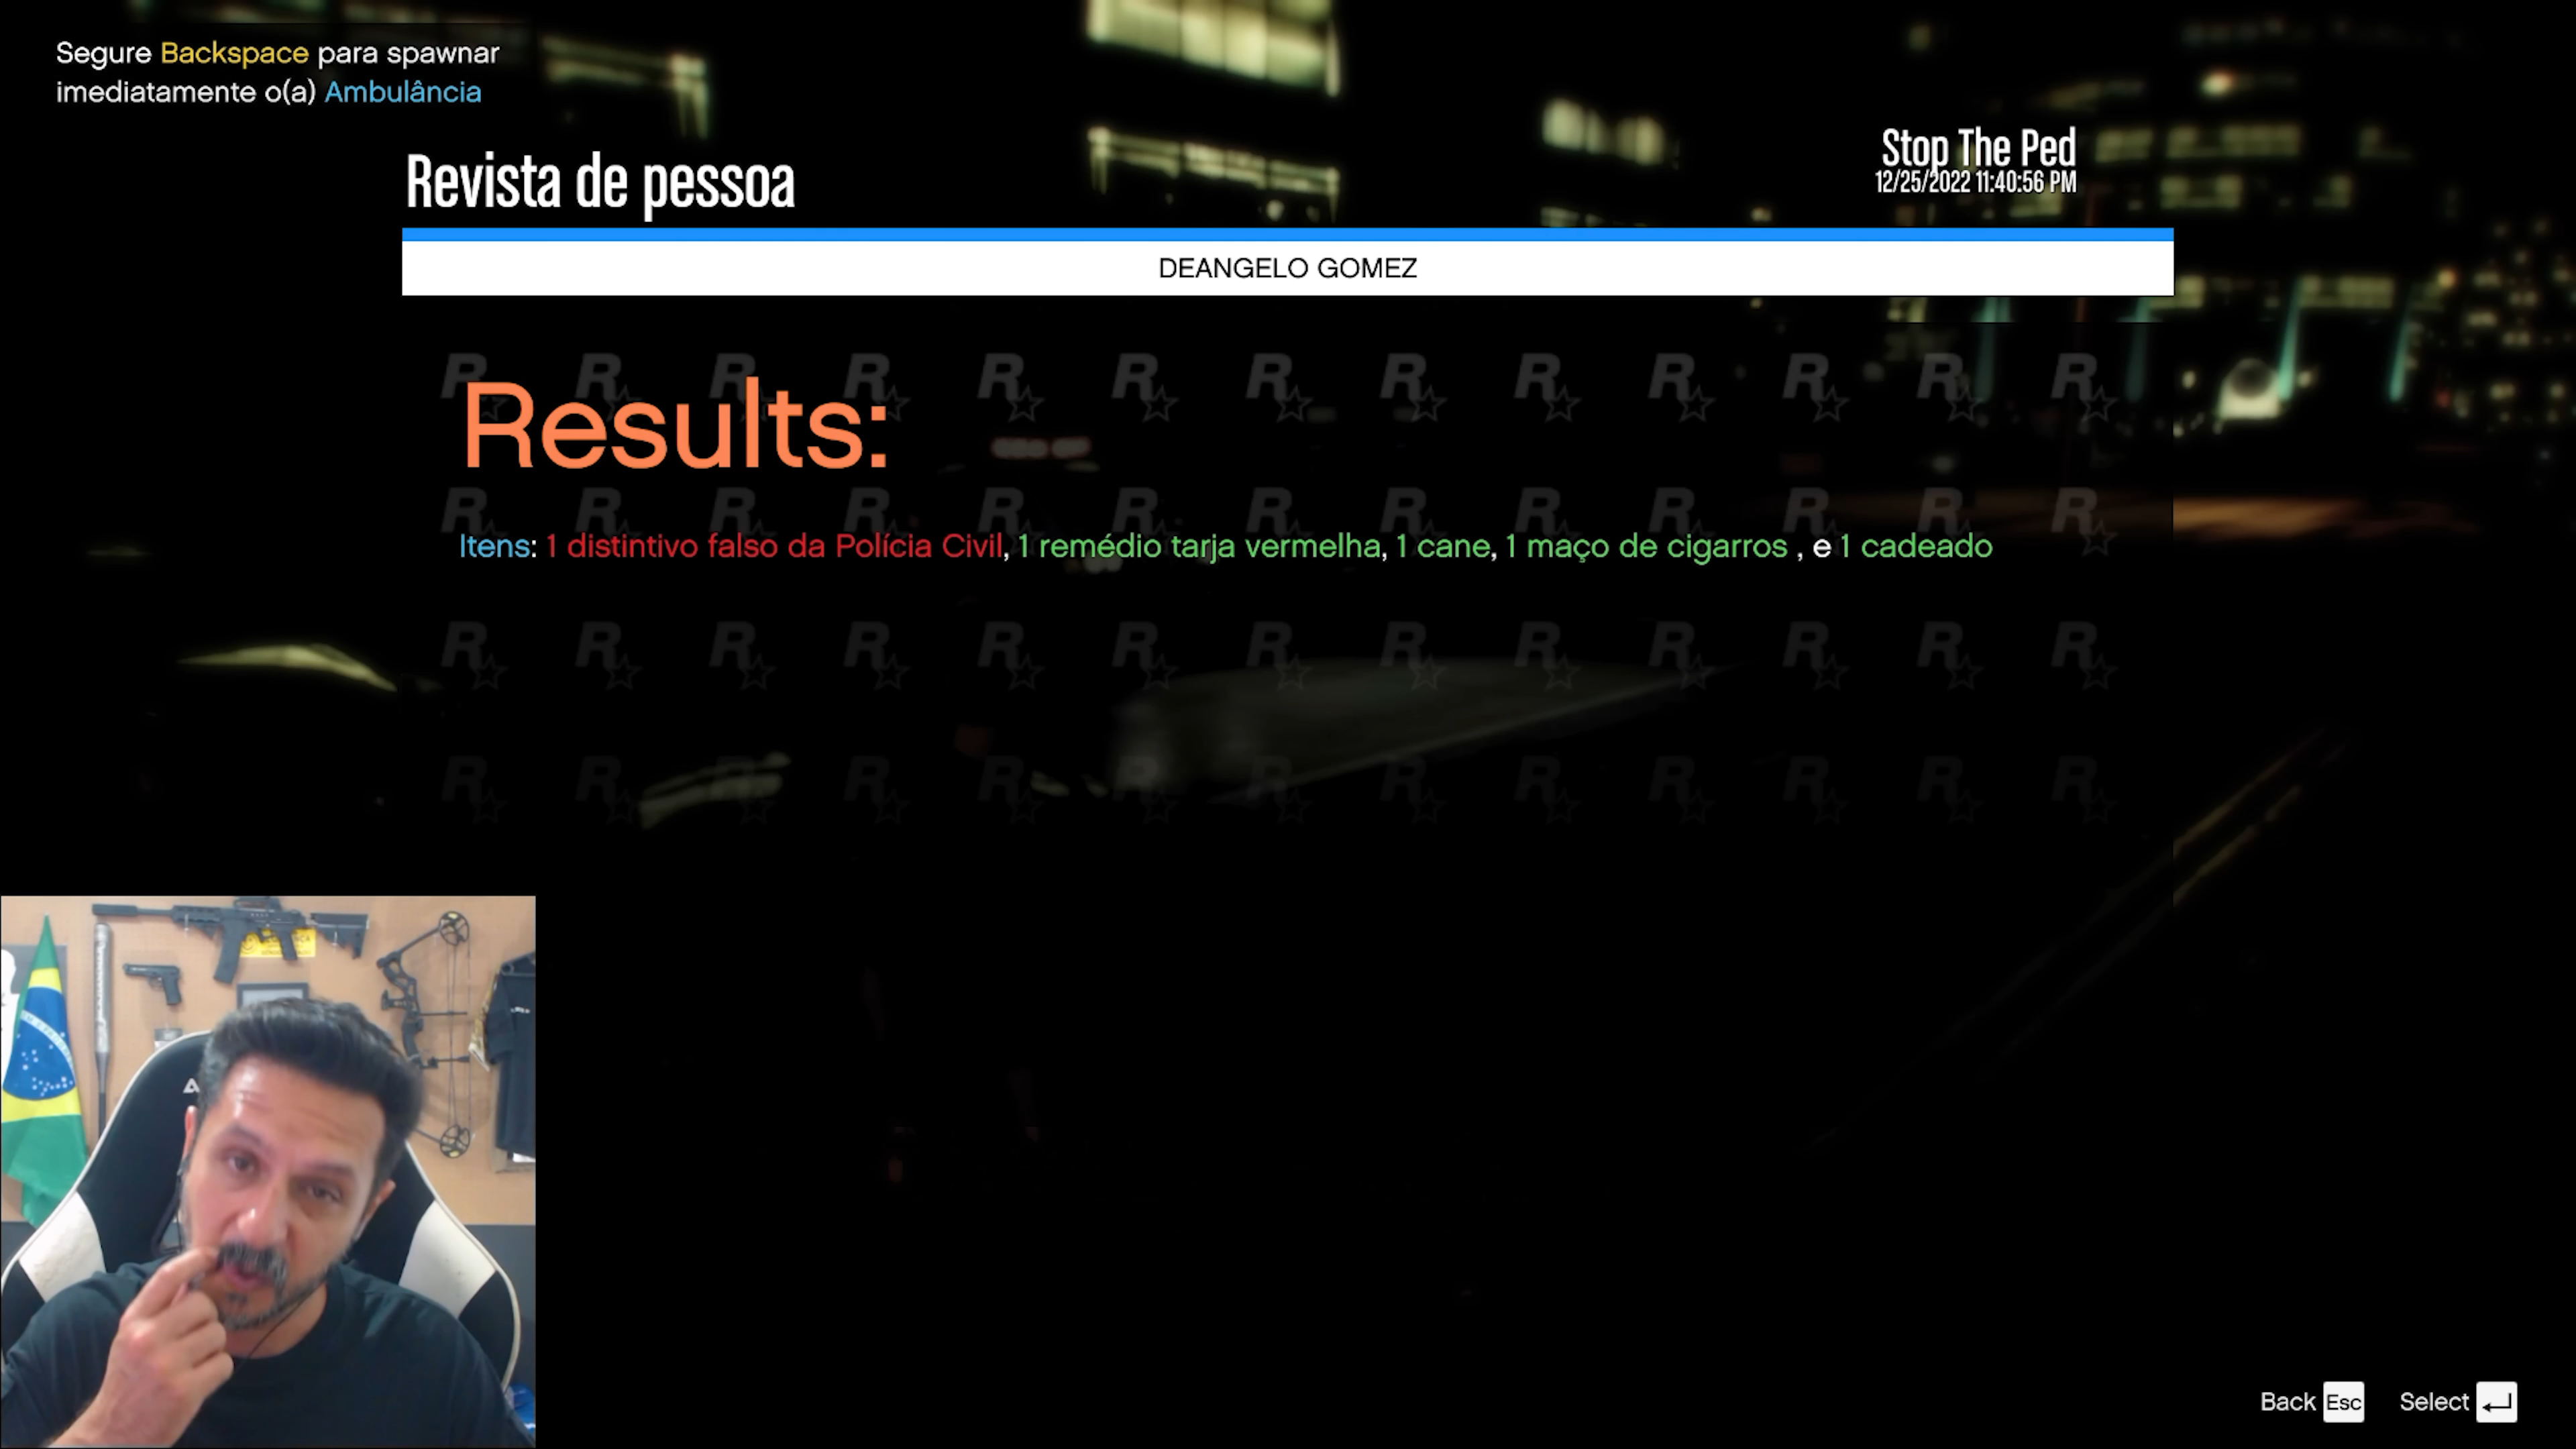 Segure Backspace para spawnar
imediatamente o(a) Ambulância
Revista de pessoa
Stop The Ped
12/25/2022 11:40:56 PM
DEANGELO GOMEZ
Results:
Itens: 1 distintivo falso da Polícia Civil, 1 remédio tarja vermelha, 1 cane, 1 maço de cigarros , e 1 cadeado
Back Esc Select